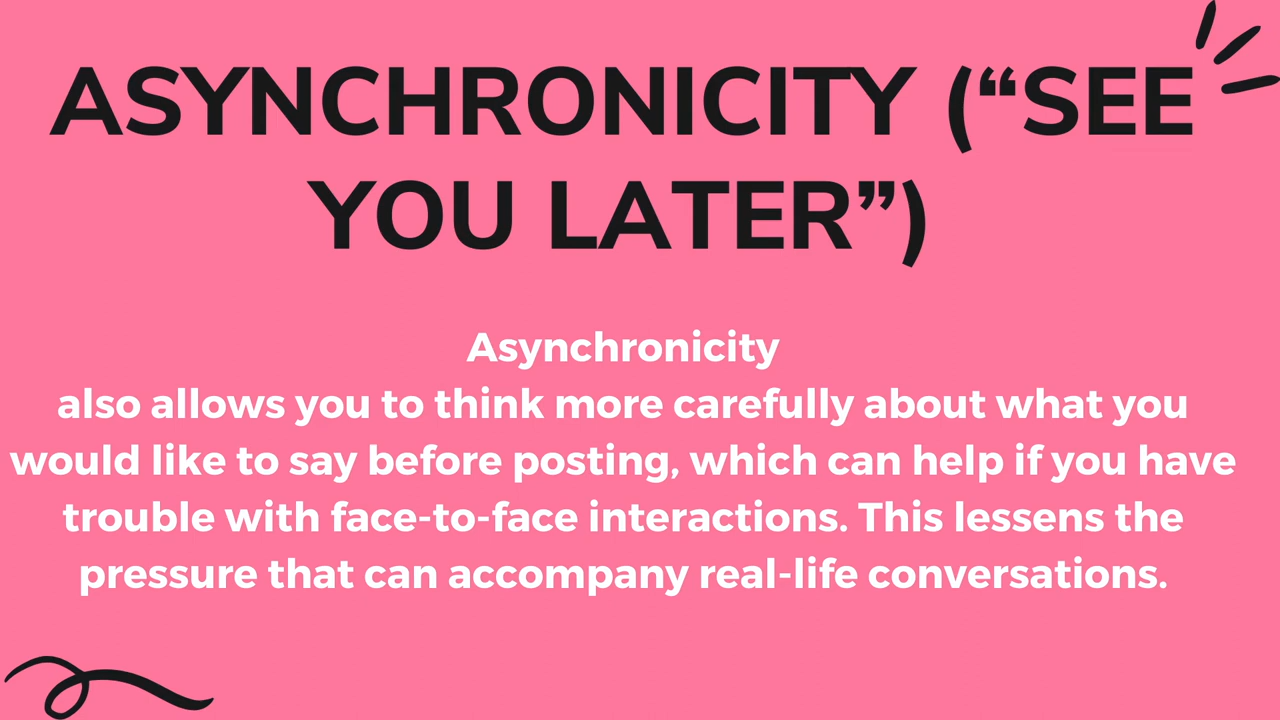 ASYNCHRONICITY (“SEE
YOU LATER”)
Asynchronicity
also allows you to think more carefully about what you
would like to say before posting, which can help if you have
trouble with face-to-face interactions. This lessens the
pressure that can accompany real-life conversations.